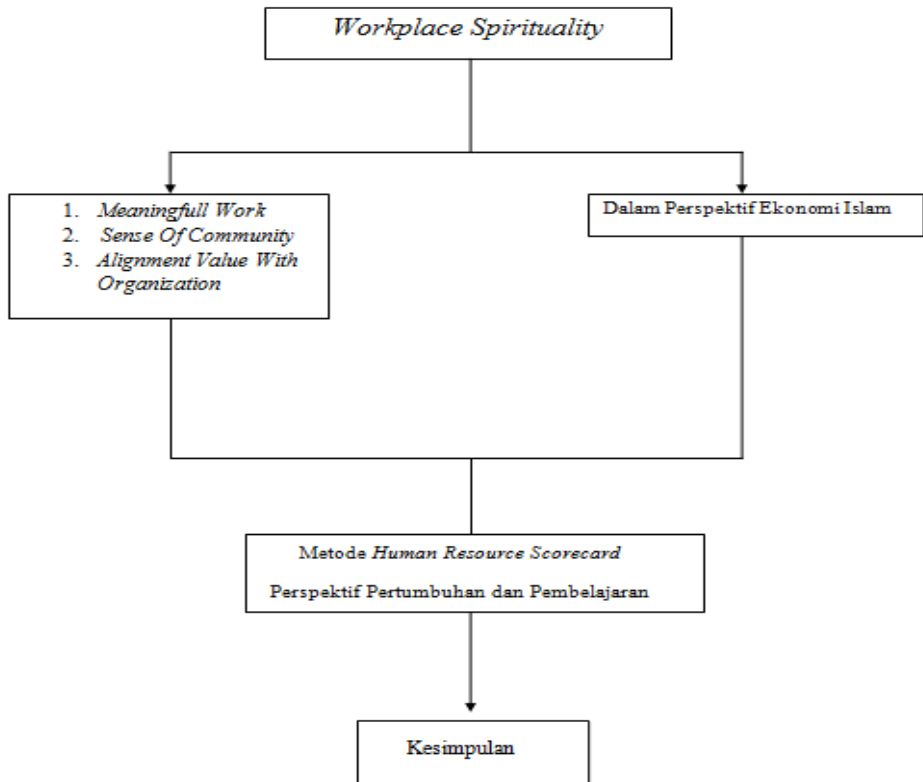 Workplace Spirituality
1. Meaningfull Work
2. Sense Of Community
3. Alignment Value With
Organization
Dalam Perspektif Ekonomi Islam
Metode Human Resource Scorecard
Perspektif Pertumbuhan dan Pembelajaran
Kesimpulan